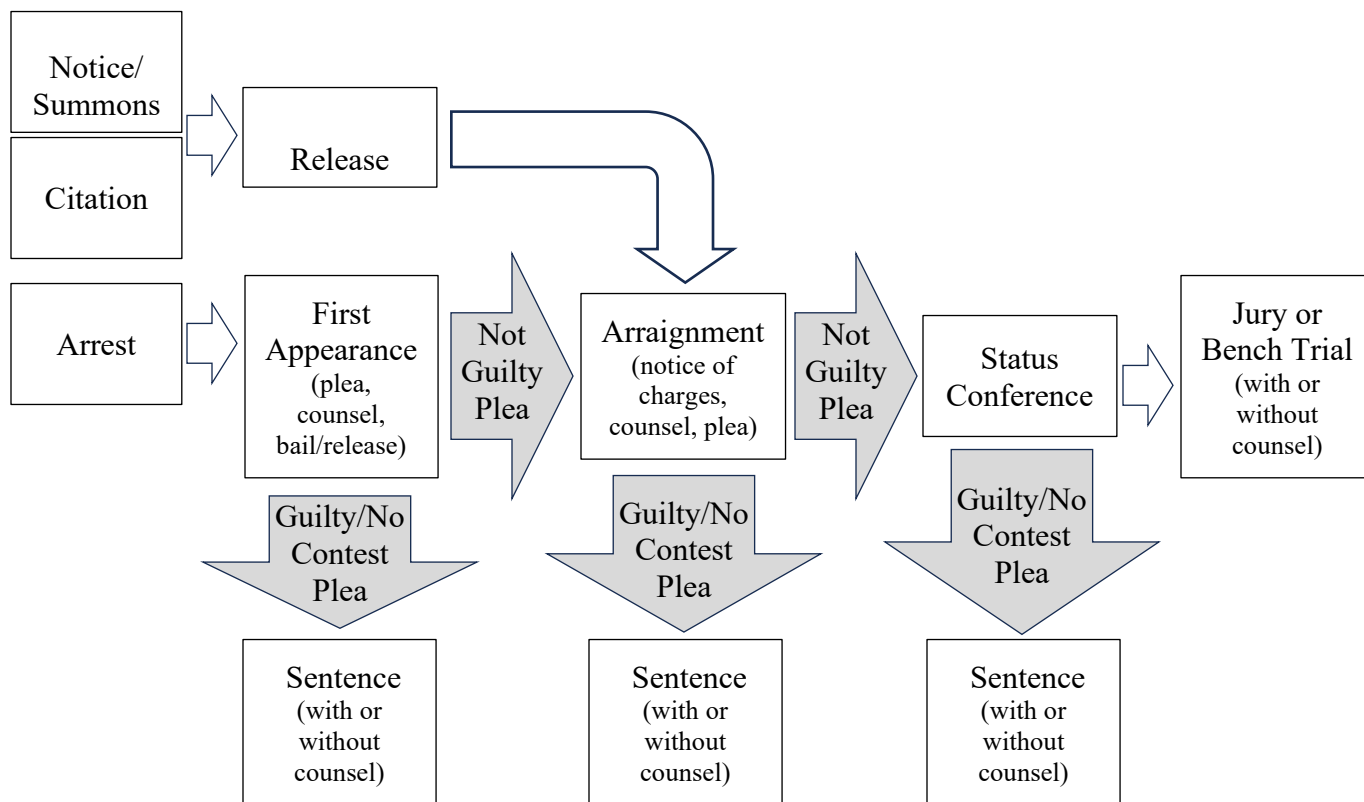 Notice/
Summons
Citation
Release
Arrest
First
Appearance
(plea,
counsel,
bail/release)
Not
Guilty
Plea
Arraignment
(notice of
charges,
counsel, plea)
Not
Guilty
Plea
Status
Conference
Jury or
Bench Trial
(with or
without
counsel)
Guilty/No
Contest
Plea
Guilty/No
Contest
Plea
Guilty/No
Contest
Plea
Sentence
(with or
without
counsel)
Sentence
(with or
without
counsel)
Sentence
(with or
without
counsel)